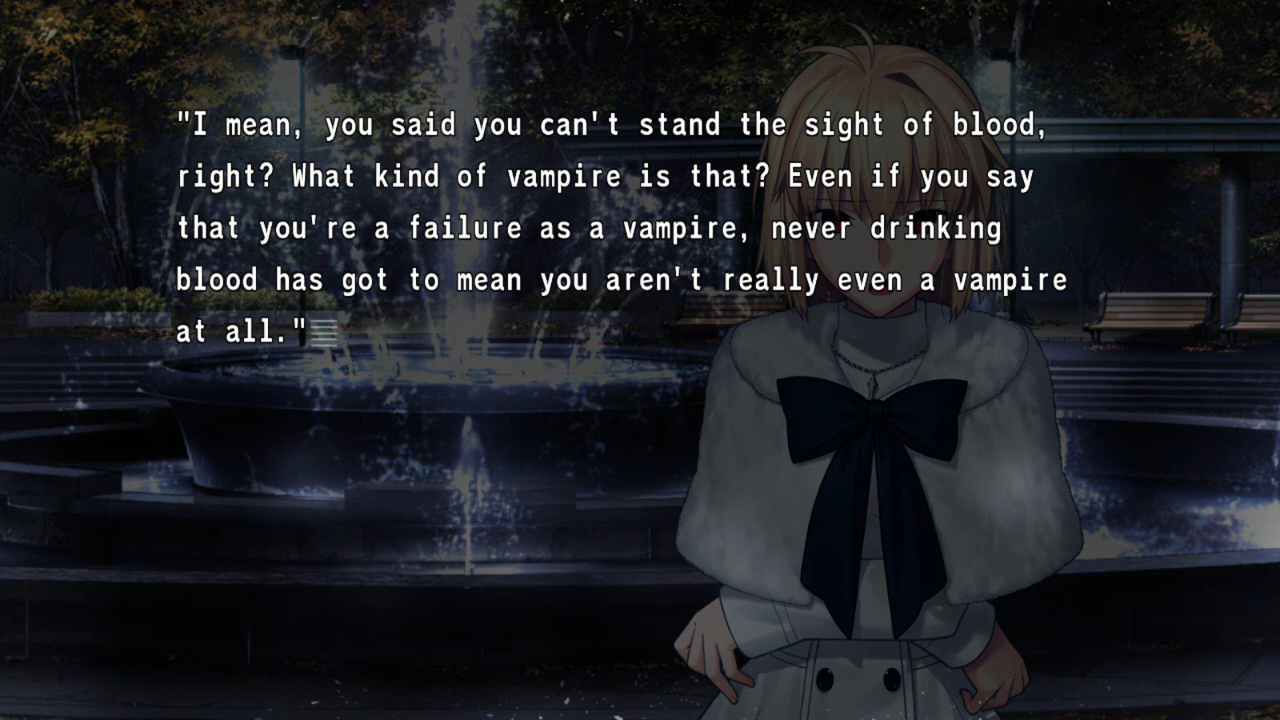 "I mean, you said you can't stand the sight of blood,
right? What kind of vampire is that? Even if you say
that you're a failure as a vampire, never drinking
blood has got to mean you aren't really even a vampire
at all."